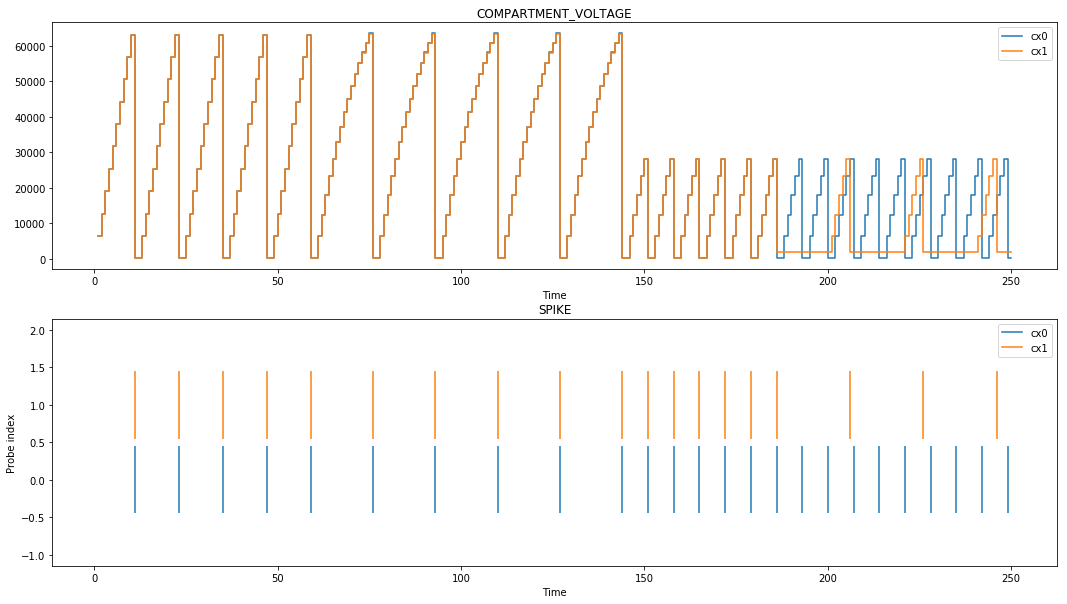 COMPARTMENT_VOLTAGE
cx0
cx1
60000
50000
40000
30000
20000
10000
0
0 50 100 150 200 250
Time
SPIKE
cx0
cx1
2.0
1.5
1.0
0.5
0.0
−0.5
−1.0
Probe index
0 50 100 150 200 250
Time